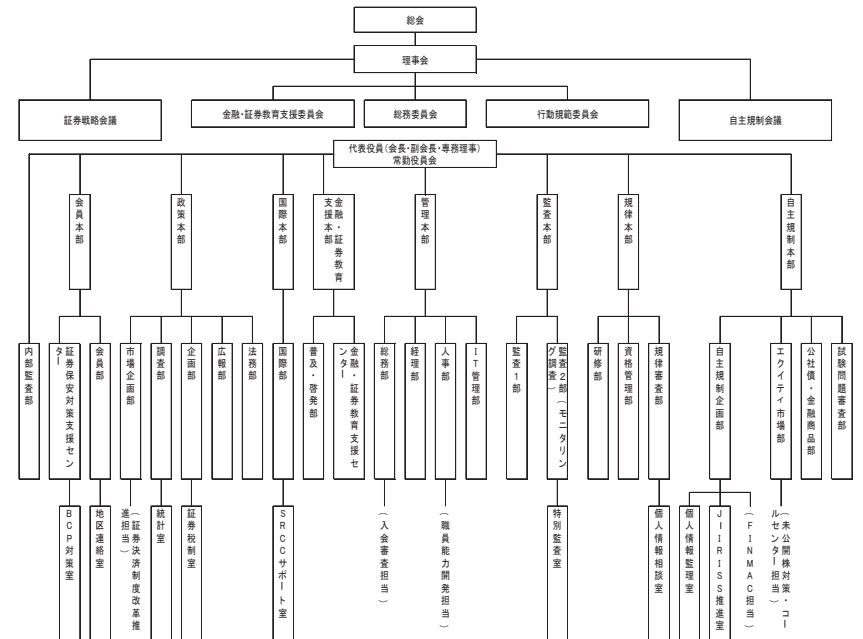 総会
理事会
証券戦略会議
金融・証券教育支援委員会
総務委員会
行動規範委員会
自主規制会議
代表役員(会長・副会長・専務理事)
常勤役員会
会員本部
政策本部
国際本部
金融・証券教育
支援本部
管理本部
監査本部
規律本部
自主規制本部
内部監査部
証券保安対策支援セン
ター
会員部
市場企画部
調査部
企画部
広報部
法務部
国際部
普及・啓発部
金融・証券教育支援セ
ンター
総務部
経理部
人事部
IT管理部
監査1部
監査2部(モニタリン
グ調査)
研修部
資格管理部
規律審査部
自主規制企画部
エクイティ市場部
公社債・金融商品部
試験問題審査部
BCP対策室
地区連絡室
(証券決済制度改革推
進担当)
統計室
証券税制室
SRCCサポート室
(入会審査担当)
(職員能力開発担当)
特別監査室
個人情報相談室
個人情報監理室
JIIRISS推進室
(FINMAC担当)
(未公開株対策・コー
ルセンター担当)